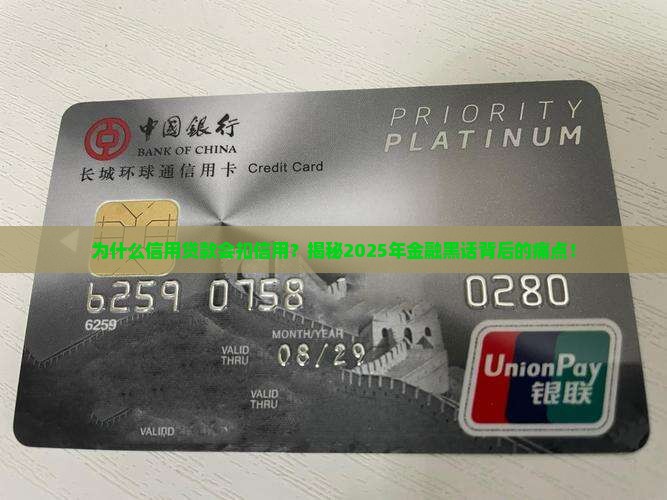 中国銀行
BANK OF CHINA
长城环球通信用卡 Credit Card
PRIORITY
PLATINUM
为什么信用贷款会扣信用？揭秘2025年金融黑话背后的痛点！
6259 0758 0280
6259
MONTH/YEAR
VALID
THRU
08/29
VALID
THRU
VALID
UnionPay
银联